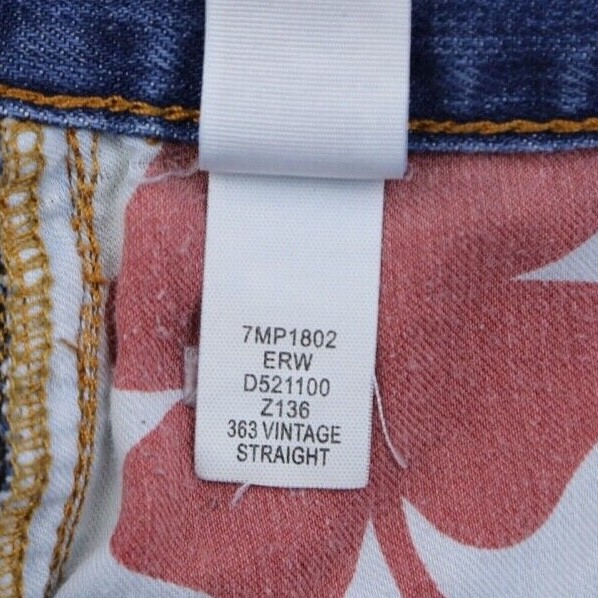 7MP1802
ERW
D521100
Z136
363 VINTAGE
STRAIGHT